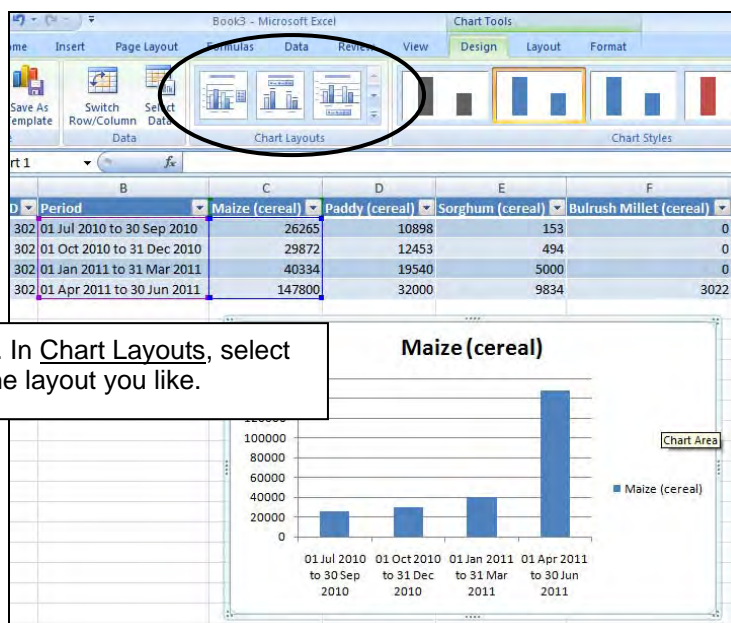 Book3 - Microsoft Excel Chart Tools
Insert Page Layout Formulas Data Review View Design Layout Format
Save As Switch Select
Row/Column Data
Data Chart Layouts Chart Styles
fx
B C D E F
Period Maize (cereal) Paddy (cereal) Sorghum (cereal) Bulrush Millet (cereal)
302 01 Jul 2010 to 30 Sep 2010 26265 10898 153 0
302 01 Oct 2010 to 31 Dec 2010 29872 12453 494 0
302 01 Jan 2011 to 31 Mar 2011 40334 19540 5000 0
302 01 Apr 2011 to 30 Jun 2011 147800 32000 9834 3022
In Chart Layouts, select
layout you like.
Maize (cereal)
120000
100000
80000
60000
40000
20000
0
Chart Area
Maize (cereal)
01 Jul 2010 01 Oct 2010 01 Jan 2011 01 Apr 2011
to 30 Sep to 31 Dec to 31 Mar to 30 Jun
2010 2010 2011 2011